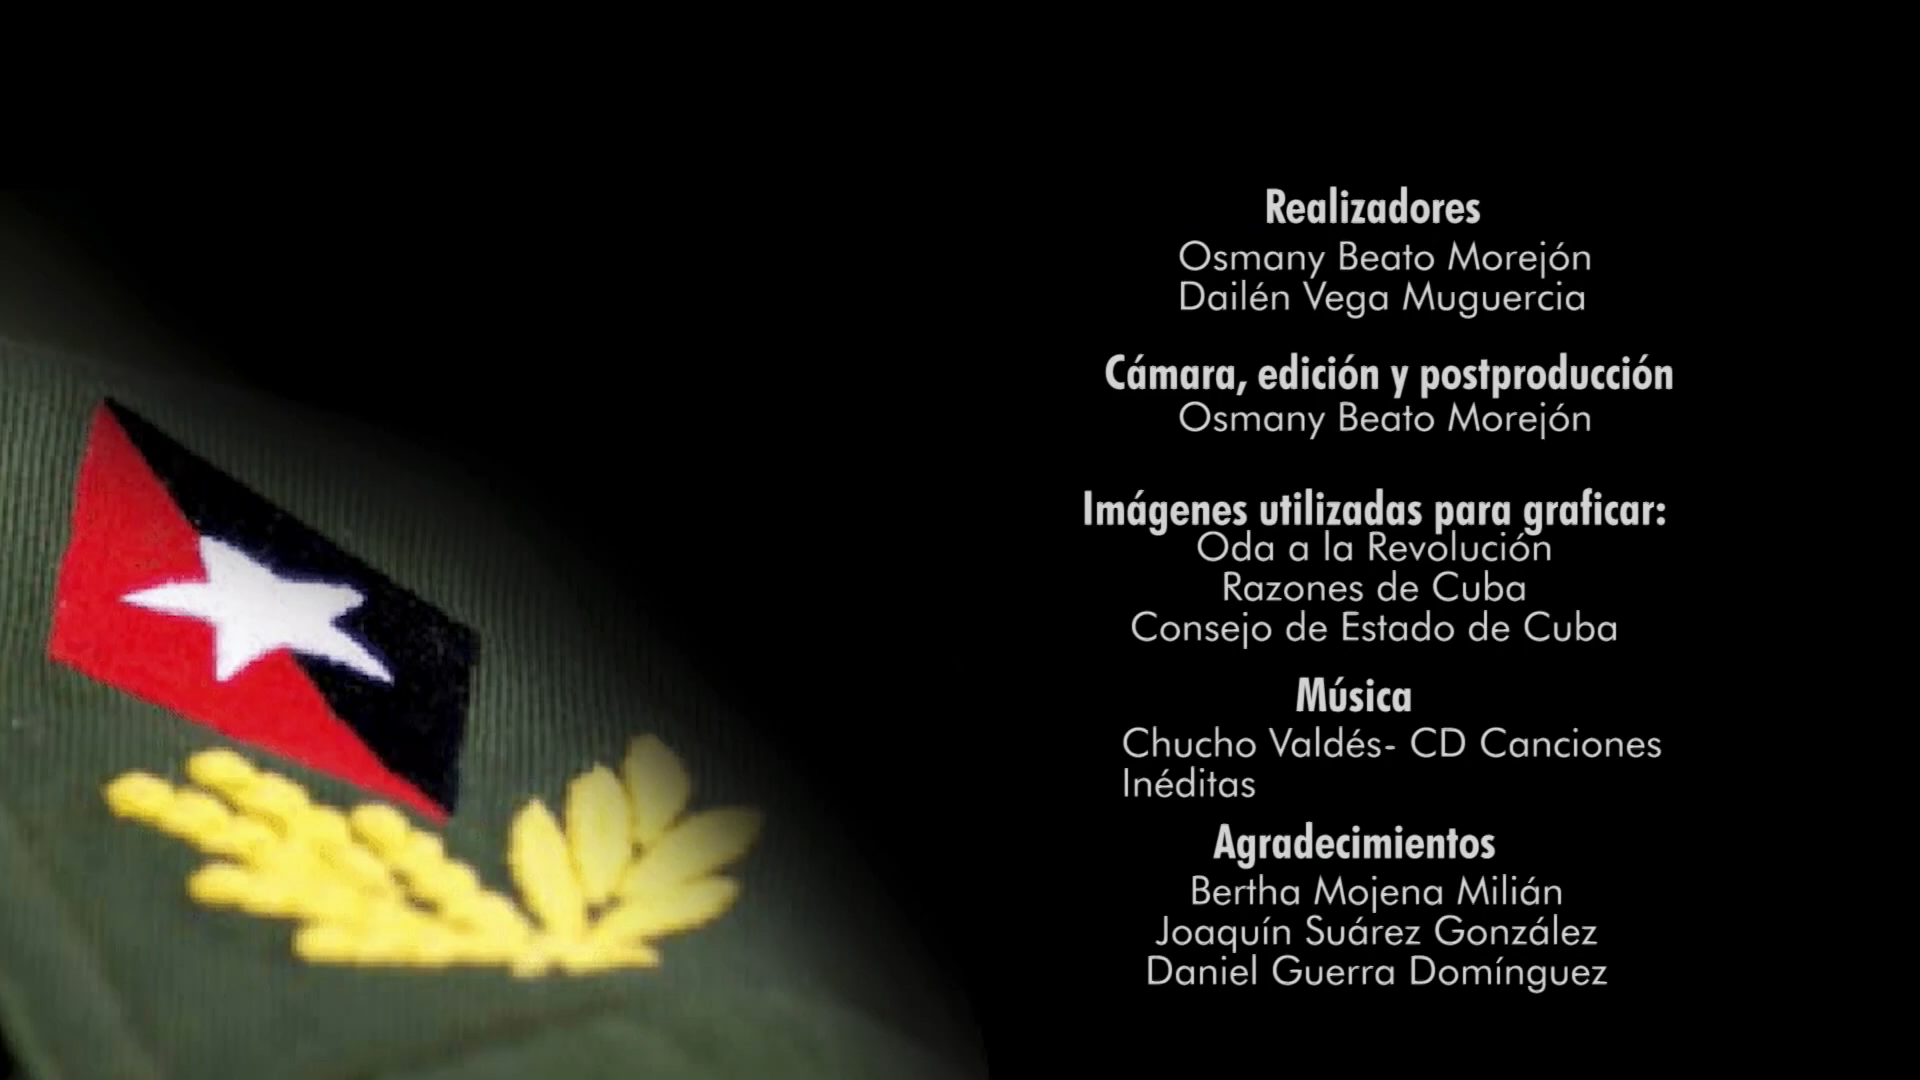 Realizadores
Osmany Beato Morejón
Dailén Vega Muguercia
Cámara, edición y postproducción
Osmany Beato Morejón
Imágenes utilizadas para graficar:
Oda a la Revolución
Razones de Cuba
Consejo de Estado de Cuba
Música
Chucho Valdés- CD Canciones
Inéditas
Agradecimientos
Bertha Mojena Milián
Joaquín Suárez González
Daniel Guerra Domínguez